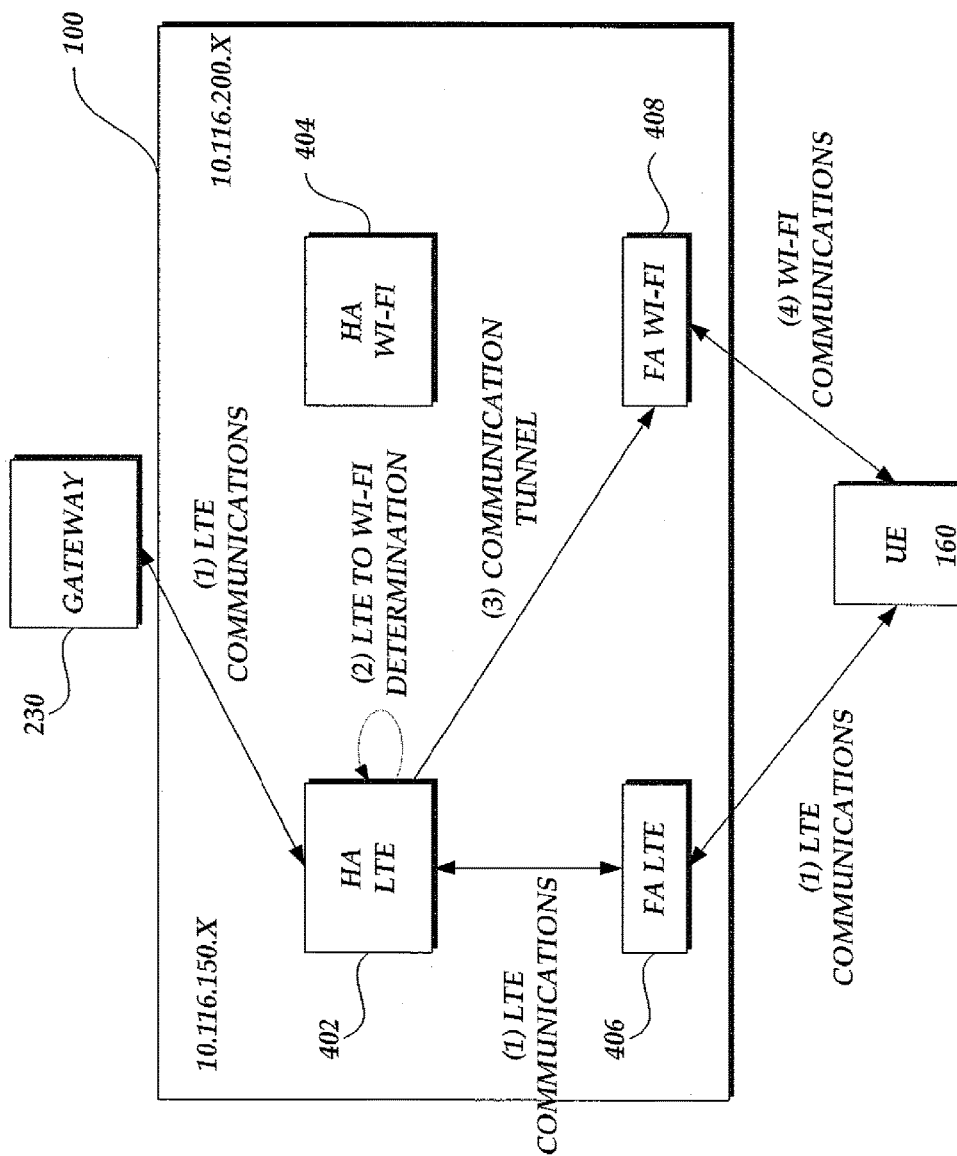 230
GATEWAY
100
(1) LTE
COMMUNICATIONS
10.116.150.X
10.116.200.X
402
HA
LTE
(2) LTE TO WI-FI
DETERMINATION
HA
WI-FI
404
(1) LTE
COMMUNICATIONS
(3) COMMUNICATION
TUNNEL
406
FA LTE
FA WI-FI
408
(1) LTE
COMMUNICATIONS
(4) WI-FI
COMMUNICATIONS
UE
160